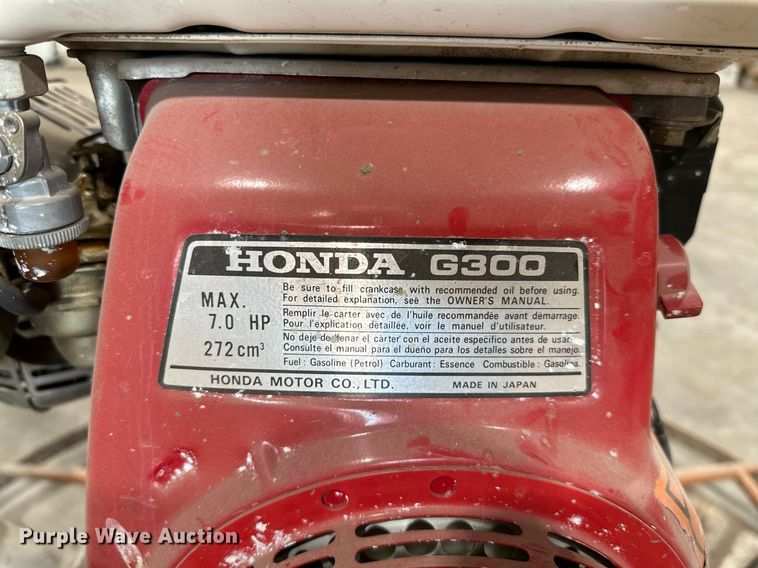 HONDA G300
MAX.
7.0 HP
272 cm³
Be sure to fill crankcase with recommended oil before using.
For detailed explanation, see the OWNER'S MANUAL.
Remplir le carter avec de l'huile recommandée avant démarrage.
Pour l'explication détaillée, voir le manuel d'utilisateur.
No deje de llenar el carter con el aceite especifico antes de usar.
Consulte el manual para el dueño para los detalles sobre el manejo.
Fuel : Gasoline (Petrol) Carburant : Essence Combustible : Gasolina
HONDA MOTOR CO., LTD. MADE IN JAPAN
Purple Wave Auction